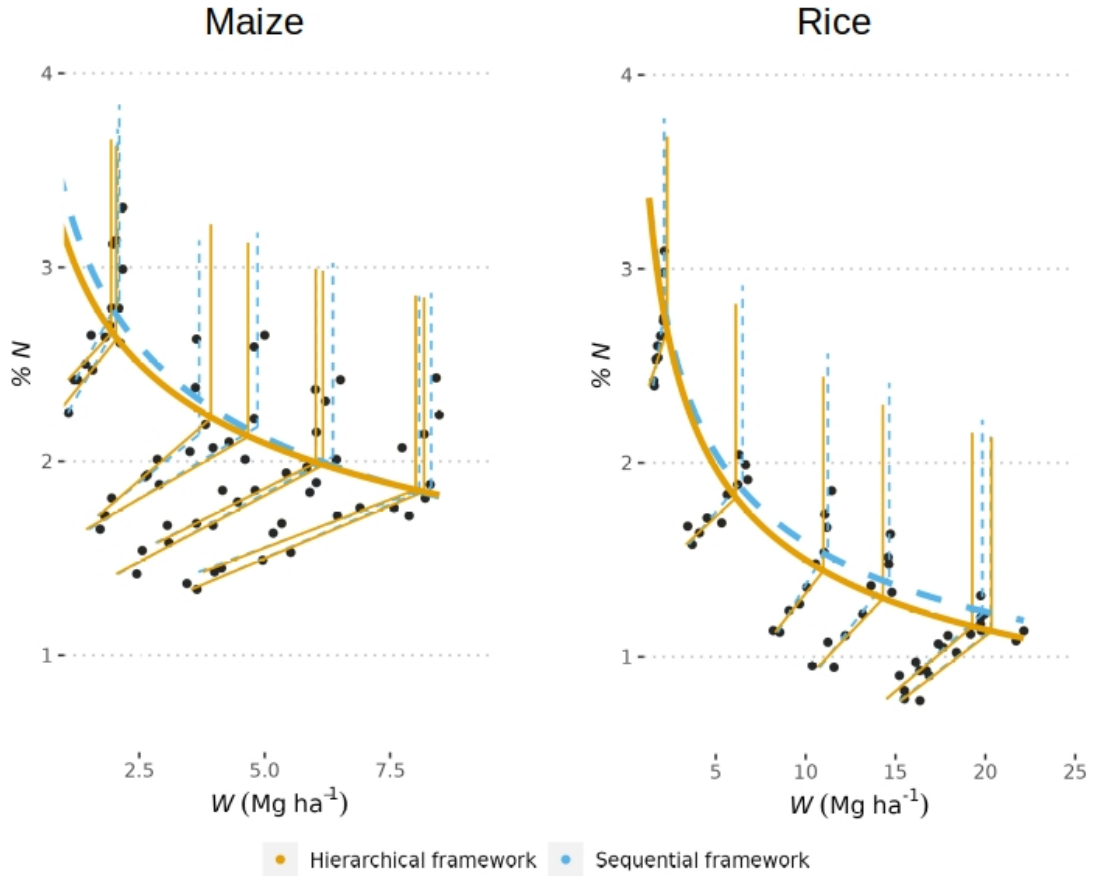 Maize
Rice
4
3
2
1
% N
2.5 5.0 7.5
W (Mg ha⁻¹)
4
3
2
1
% N
5 10 15 20 25
W (Mg ha⁻¹)
Hierarchical framework Sequential framework